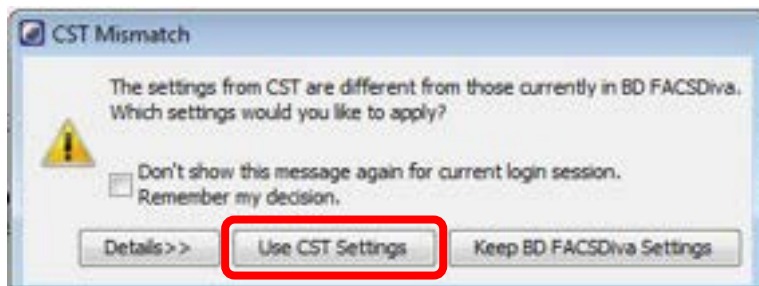 CST Mismatch
The settings from CST are different from those currently in BD FACSDiva.
Which settings would you like to apply?
Don't show this message again for current login session.
Remember my decision.
Details>> Use CST Settings Keep BD FACSDiva Settings